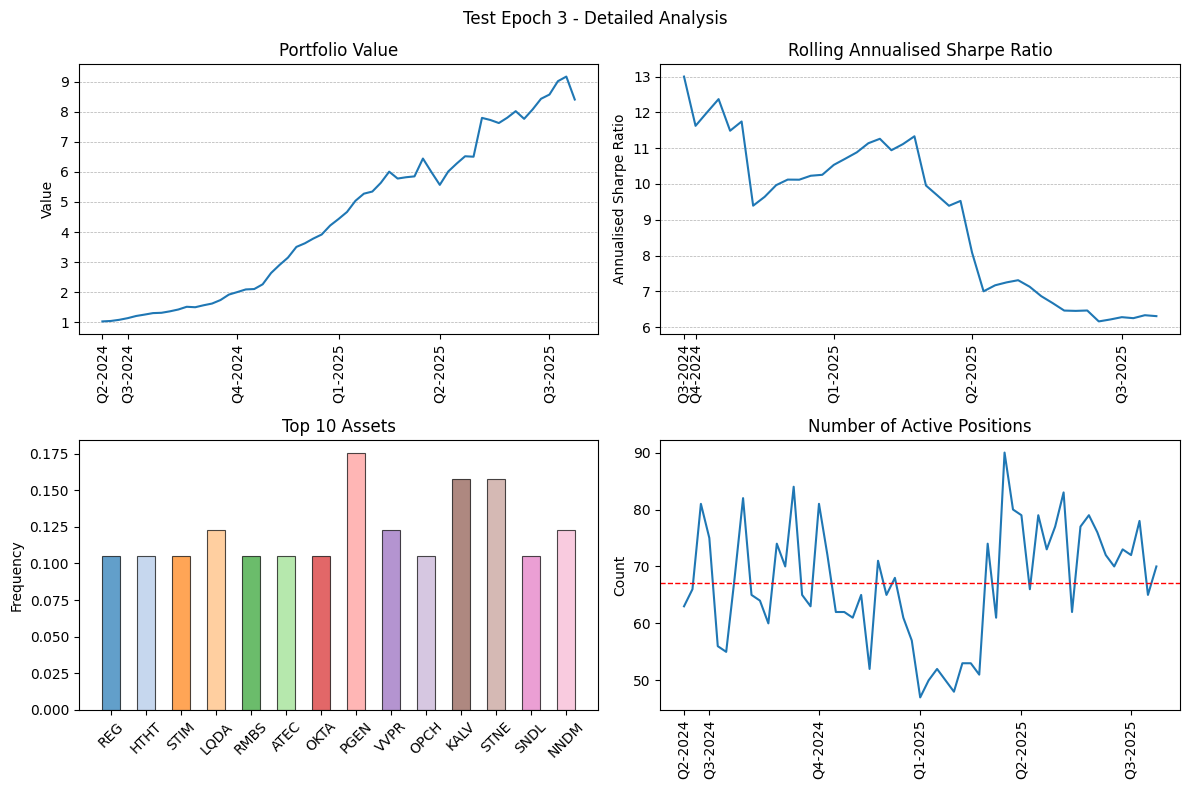 Test Epoch 3 - Detailed Analysis
Portfolio Value
Value
9
8
7
6
5
4
3
2
1
Q2-2024
Q3-2024
Q4-2024
Q1-2025
Q2-2025
Q3-2025
Rolling Annualised Sharpe Ratio
Annualised Sharpe Ratio
13
12
11
10
9
8
7
6
Q3-2024
Q4-2024
Q1-2025
Q2-2025
Q3-2025
Top 10 Assets
Frequency
0.175
0.150
0.125
0.100
0.075
0.050
0.025
0.000
REG
HTHT
STIM
LQDA
RMBS
ATEC
OKTA
PGEN
VVPR
OPCH
KALV
STNE
SNDL
NNDM
Number of Active Positions
Count
90
80
70
60
50
Q2-2024
Q3-2024
Q4-2024
Q1-2025
Q2-2025
Q3-2025